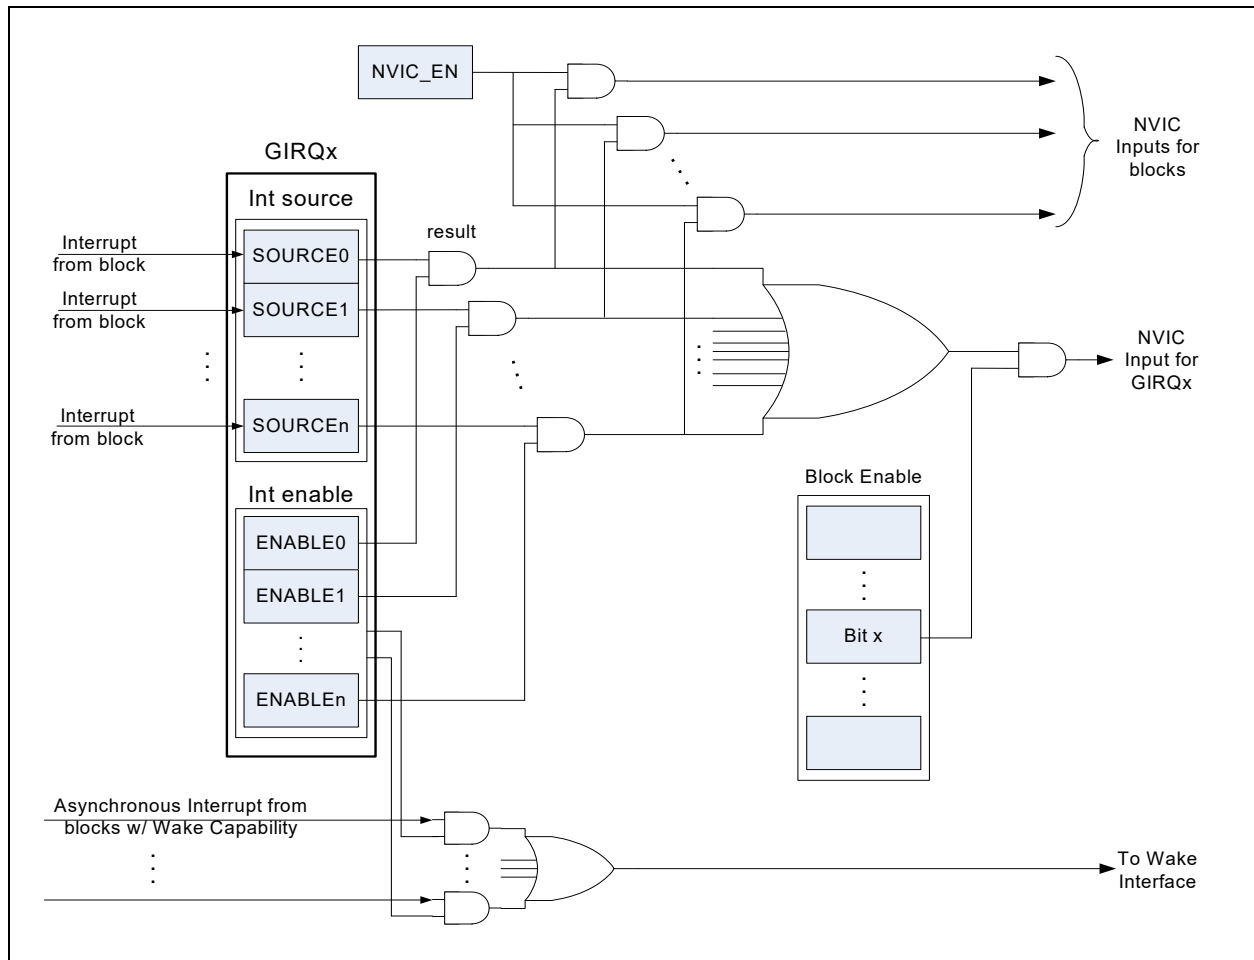 NVIC_EN
NVIC
Inputs for
blocks
GIRQx
Int source
Interrupt
from block
SOURCE0
result
Interrupt
from block
SOURCE1
Interrupt
from block
SOURCEn
NVIC
Input for
GIRQx
Int enable
ENABLE0
ENABLE1
ENABLEn
Block Enable
Bit x
Asynchronous Interrupt from
blocks w/ Wake Capability
To Wake
Interface